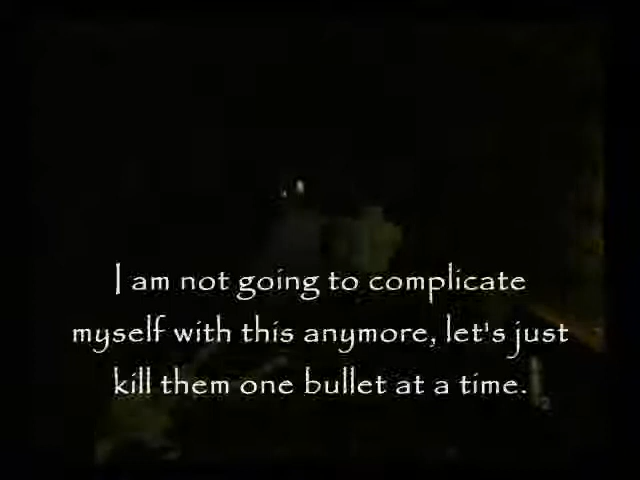 I am not going to complicate
myself with this anymore, let's just
kill them one bullet at a time.